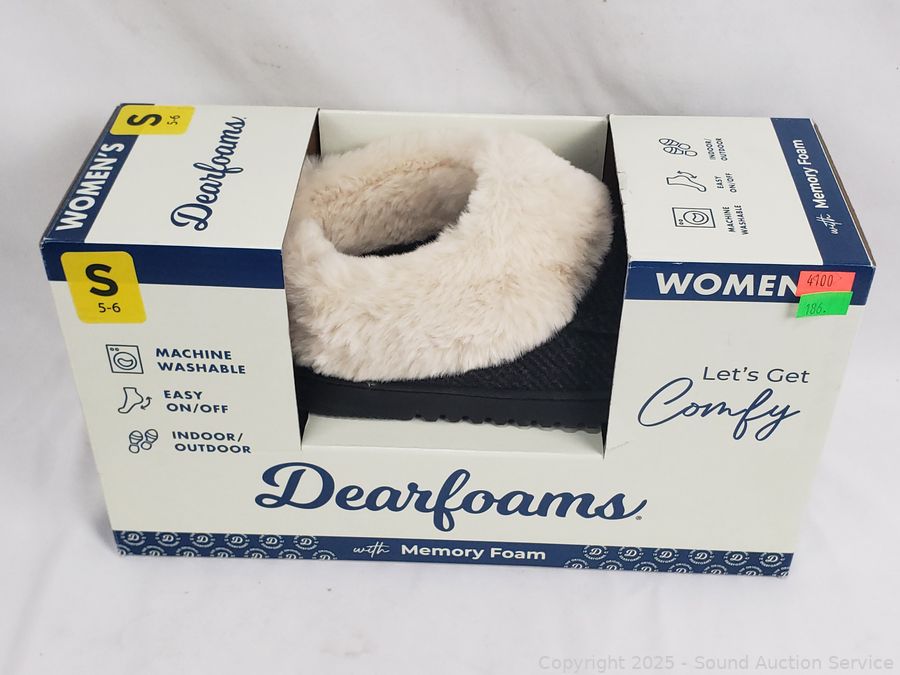 WOMEN'S
S
5-6
Dearfoams
INDOOR/
OUTDOOR
EASY
ON/OFF
MACHINE
WASHABLE
with Memory Foam
S
5-6
MACHINE
WASHABLE
EASY
ON/OFF
INDOOR/
OUTDOOR
WOMEN
4100
186
Let's Get
Comfy
Dearfoams
with Memory Foam
Copyright 2025 - Sound Auction Service